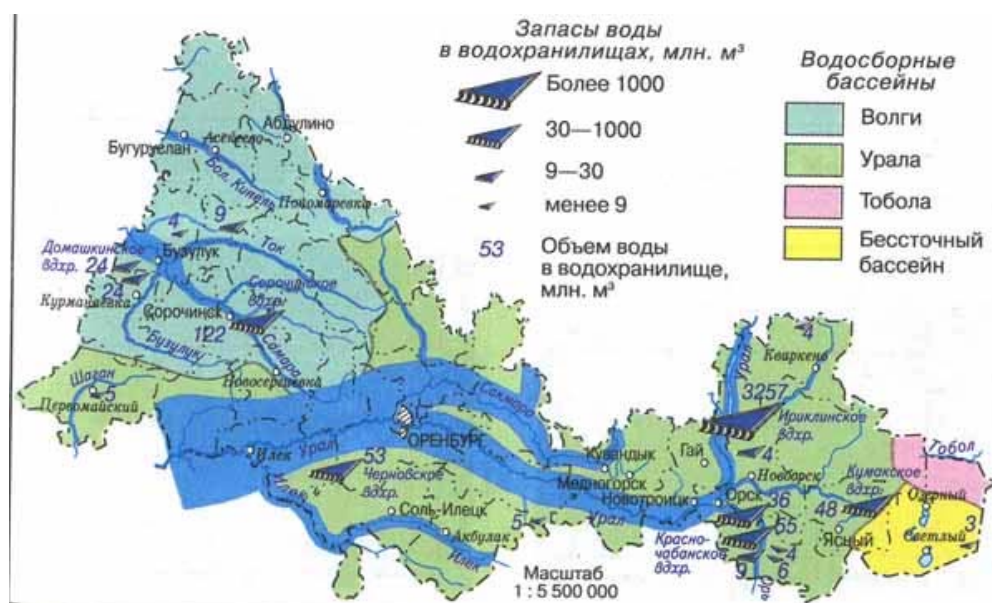 Запасы воды
в водохранилищах, млн. м³
Более 1000
30—1000
9—30
менее 9
53 Объем воды
в водохранилище,
млн. м³
Водосборные
бассейны
Волги
Урала
Тобола
Бессточный
бассейн
Абдулино
Асекеево
Бугуруслан
Бол. Кинель
Пономаревка
4
9
Ток
Домашкинское
вдхр.
24
Бузулук
24
Курманаевка
Сорочинское
вдхр.
Сорочинск
122
Самара
Бузулук
Новосергиевка
Шаган
5
Первомайский
Сакмара
ОРЕНБУРГ
Урал
Илек
53
Черновское
вдхр.
Илек
Соль-Илецк
Акбулак
Илек
5
Кувандык
Медногорск
Новотроицк
Урал
Гай
Урал
4
Кваркено
3257
Ириклинское
вдхр.
4
Новоорск
Орск
36
Кумакское
вдхр.
48
Ясный
55
Красно-
чабанское
вдхр.
4
9
6
Орь
Тобол
Озерный
Светлый
3
Масштаб
1 : 5 500 000